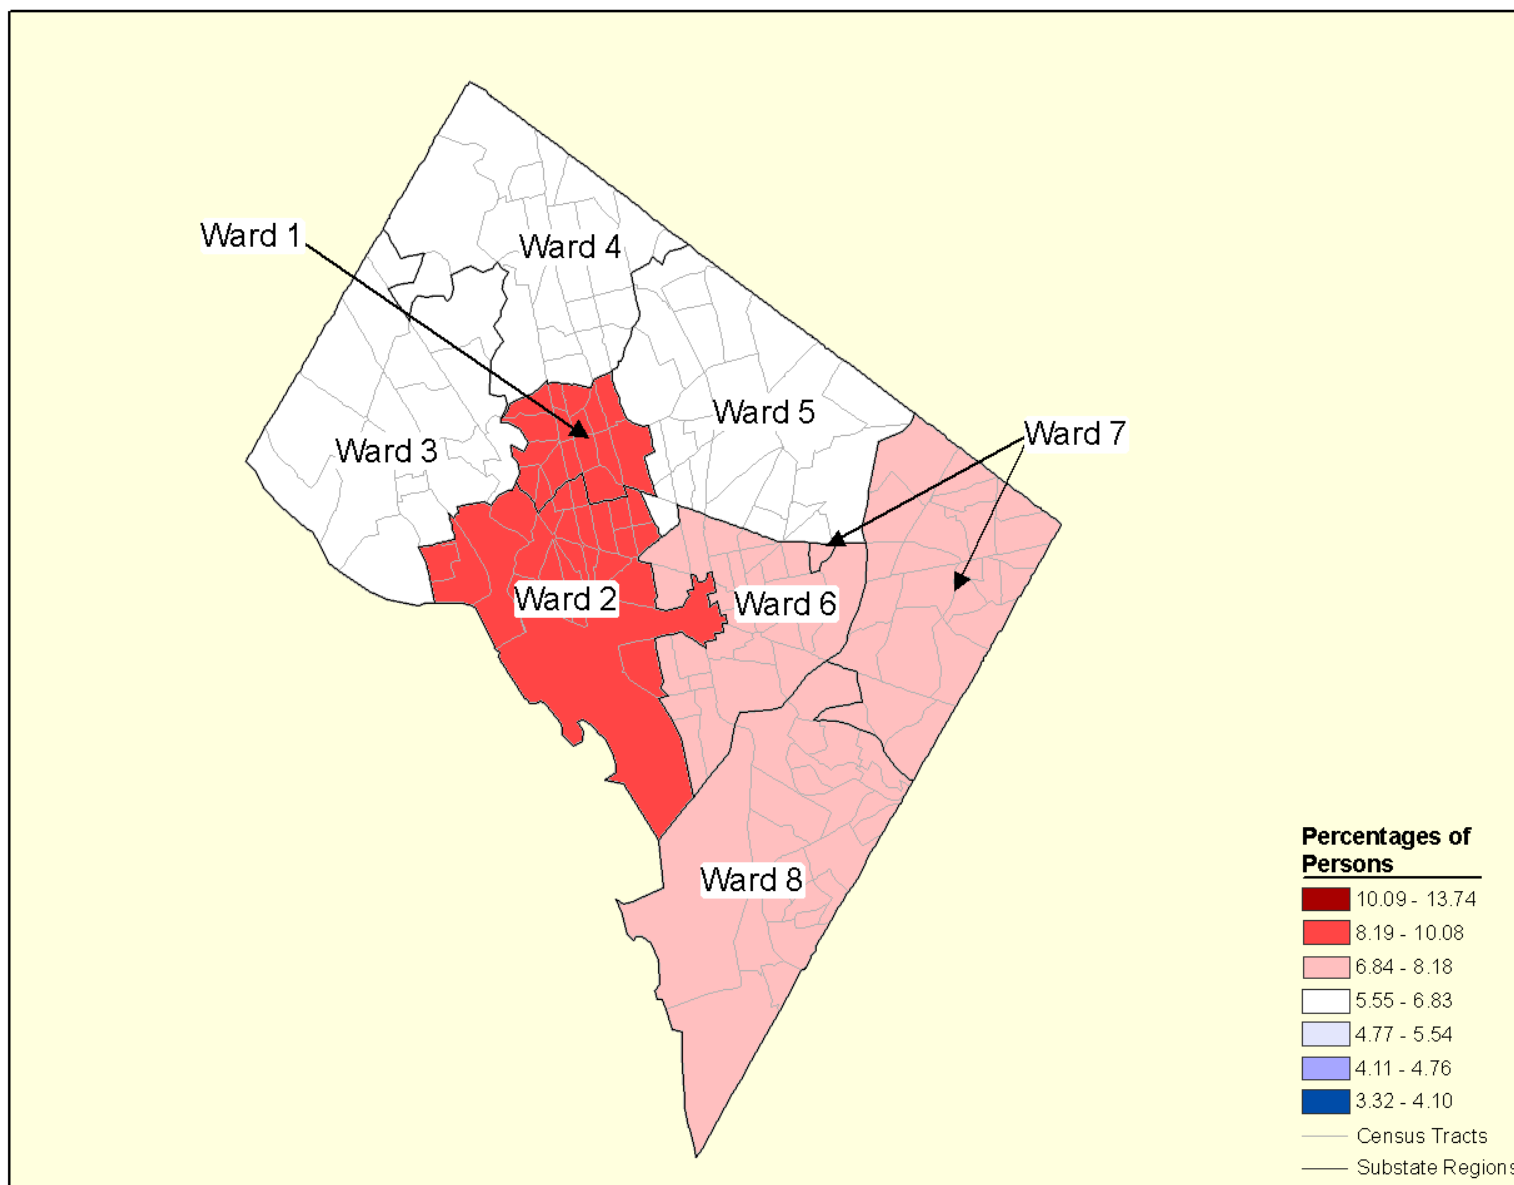 Ward 1
Ward 4
Ward 5
Ward 7
Ward 3
Ward 2
Ward 6
Ward 8
Percentages of
Persons
10.09 - 13.74
8.19 - 10.08
6.84 - 8.18
5.55 - 6.83
4.77 - 5.54
4.11 - 4.76
3.32 - 4.10
Census Tracts
Substate Regions